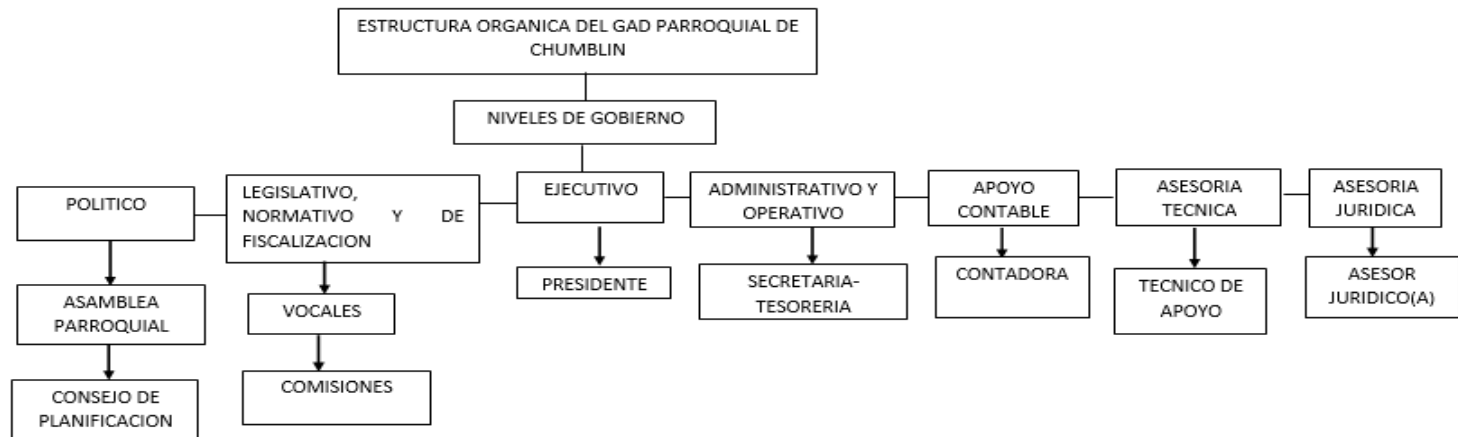 ESTRUCTURA ORGANICA DEL GAD PARROQUIAL DE
CHUMBLIN
NIVELES DE GOBIERNO
POLITICO
LEGISLATIVO,
NORMATIVO Y DE
FISCALIZACION
EJECUTIVO
ADMINISTRATIVO Y
OPERATIVO
APOYO
CONTABLE
ASESORIA
TECNICA
ASESORIA
JURIDICA
ASAMBLEA
PARROQUIAL
VOCALES
PRESIDENTE
SECRETARIA-
TESORERIA
CONTADORA
TECNICO DE
APOYO
ASESOR
JURIDICO(A)
CONSEJO DE
PLANIFICACION
COMISIONES